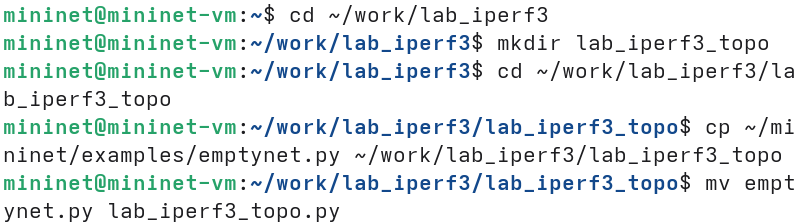 mininet@mininet-vm:~$ cd ~/work/lab_iperf3
mininet@mininet-vm:~/work/lab_iperf3$ mkdir lab_iperf3_topo
mininet@mininet-vm:~/work/lab_iperf3$ cd ~/work/lab_iperf3/la
b_iperf3_topo
mininet@mininet-vm:~/work/lab_iperf3/lab_iperf3_topo$ cp ~/mi
ninet/examples/emptynet.py ~/work/lab_iperf3/lab_iperf3_topo
mininet@mininet-vm:~/work/lab_iperf3/lab_iperf3_topo$ mv empt
ynet.py lab_iperf3_topo.py